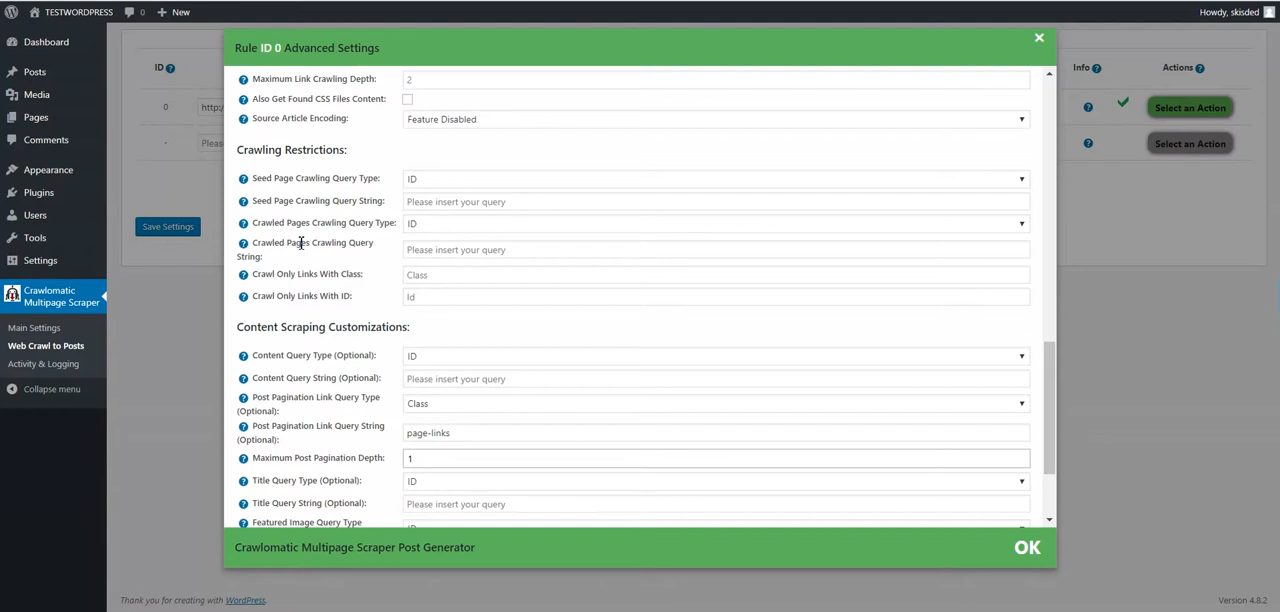 TESTWORDPRESS 0 + New Howdy, skisded
Dashboard
Posts
Media
Pages
Comments
Appearance
Plugins
Users
Tools
Settings
Crawlomatic
Multipage Scraper
Main Settings
Web Crawl to Posts
Activity & Logging
Collapse menu
ID
0 http:/
- Pleas
Save Settings
Info Actions
Select an Action
Select an Action
Rule ID 0 Advanced Settings ×
Maximum Link Crawling Depth: 2
Also Get Found CSS Files Content:
Source Article Encoding: Feature Disabled
Crawling Restrictions:
Seed Page Crawling Query Type: ID
Seed Page Crawling Query String: Please insert your query
Crawled Pages Crawling Query Type: ID
Crawled Pages Crawling Query
String: Please insert your query
Crawl Only Links With Class: Class
Crawl Only Links With ID: Id
Content Scraping Customizations:
Content Query Type (Optional): ID
Content Query String (Optional): Please insert your query
Post Pagination Link Query Type
(Optional): Class
Post Pagination Link Query String
(Optional): page-links
Maximum Post Pagination Depth: 1
Title Query Type (Optional): ID
Title Query String (Optional): Please insert your query
Featured Image Query Type
Crawlomatic Multipage Scraper Post Generator OK
Thank you for creating with WordPress. Version 4.8.2